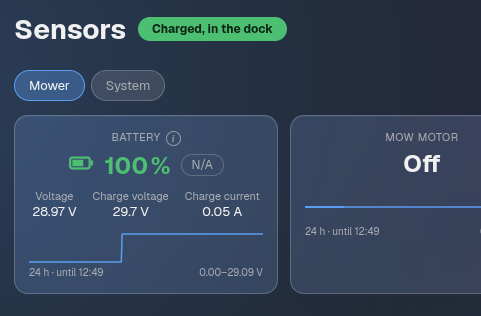 Sensors
Charged, in the dock
Mower
System
BATTERY i
100%
N/A
Voltage
Charge voltage
Charge current
28.97 V
29.7 V
0.05 A
24 h · until 12:49
0.00–29.09 V
MOW MOTOR
Off
24 h · until 12:49